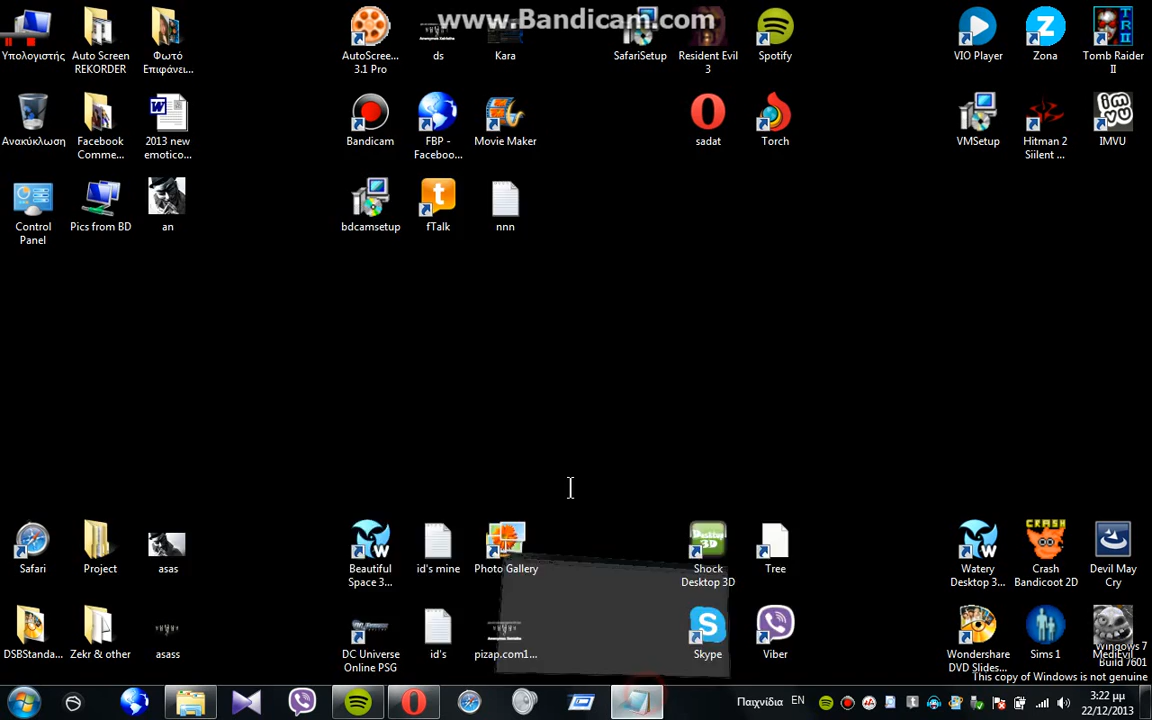 www.Bandicam.com
Υπολογιστής
Auto Screen
REKORDER
Φωτό
Επιφάνει...
AutoScree...
3.1 Pro
ds
Kara
SafariSetup
Resident Evil
3
Spotify
VIO Player
Zona
Tomb Raider
II
Ανακύκλωση
Facebook
Comme...
2013 new
emotico...
Bandicam
FBP -
Faceboo...
Movie Maker
sadat
Torch
VMSetup
Hitman 2
Siilent ...
IMVU
Control
Panel
Pics from BD
an
bdcamsetup
fTalk
nnn
Safari
Project
asas
Beautiful
Space 3...
id's mine
Photo Gallery
Shock
Desktop 3D
Tree
Watery
Desktop 3...
Crash
Bandicoot 2D
Devil May
Cry
DSBStanda...
Zekr & other
asass
DC Universe
Online PSG
id's
pizap.com1...
Skype
Viber
Wondershare
DVD Slides...
Sims 1
MediEvil
Windows 7
Build 7601
This copy of Windows is not genuine
Παιχνίδια
EN
3:22 μμ
22/12/2013